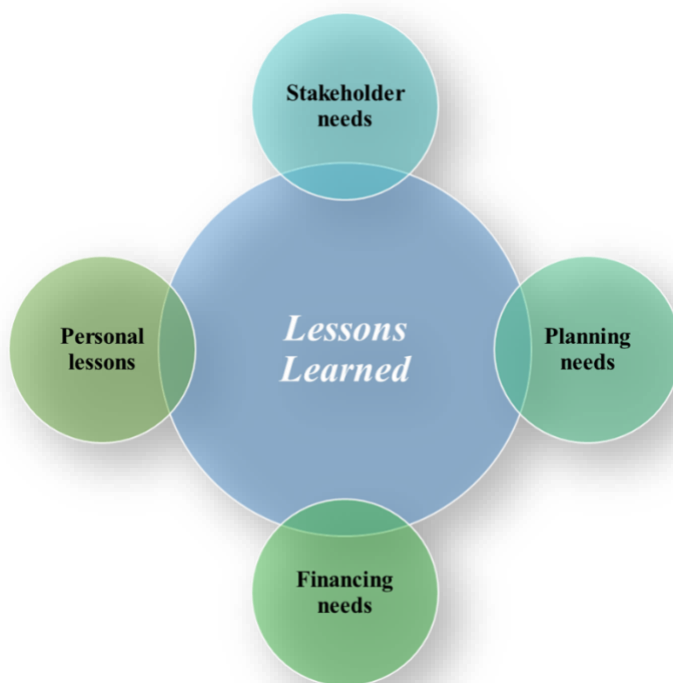 Stakeholder
needs
Personal
lessons
Lessons
Learned
Planning
needs
Financing
needs